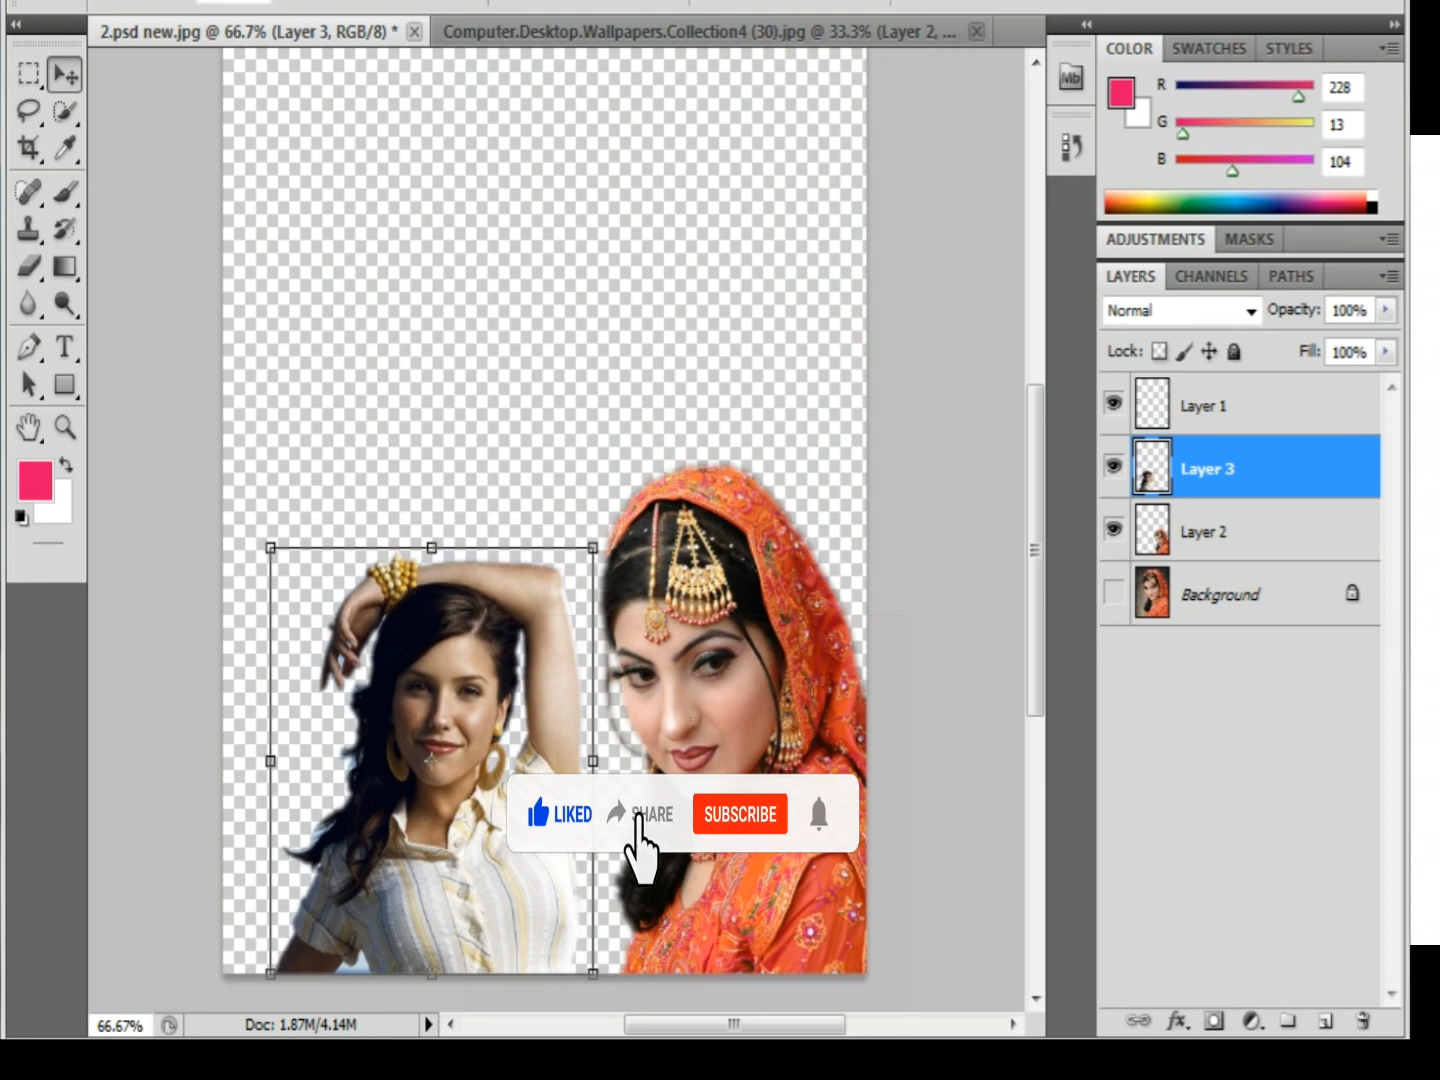 2.psd new.jpg @ 66.7% (Layer 3, RGB/8) *
Computer.Desktop.Wallpapers.Collection4 (30).jpg @ 33.3% (Layer 2, ...
COLOR SWATCHES STYLES
Mb
R 228
G 13
B 104
ADJUSTMENTS MASKS
LAYERS CHANNELS PATHS
Normal Opacity: 100%
Lock: Fill: 100%
Layer 1
Layer 3
Layer 2
Background
T
LIKED SHARE SUBSCRIBE
66.67% Doc: 1.87M/4.14M
fx